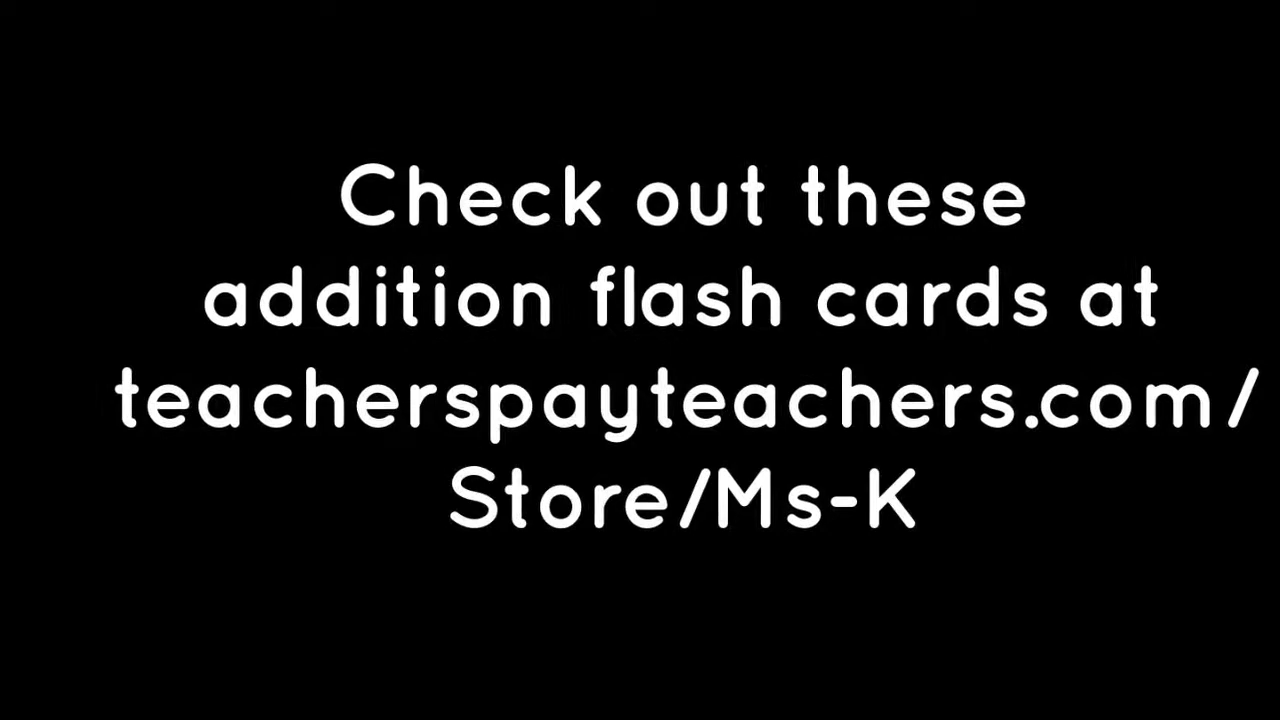 Check out these
addition flash cards at
teacherspayteachers.com/
Store/Ms-K